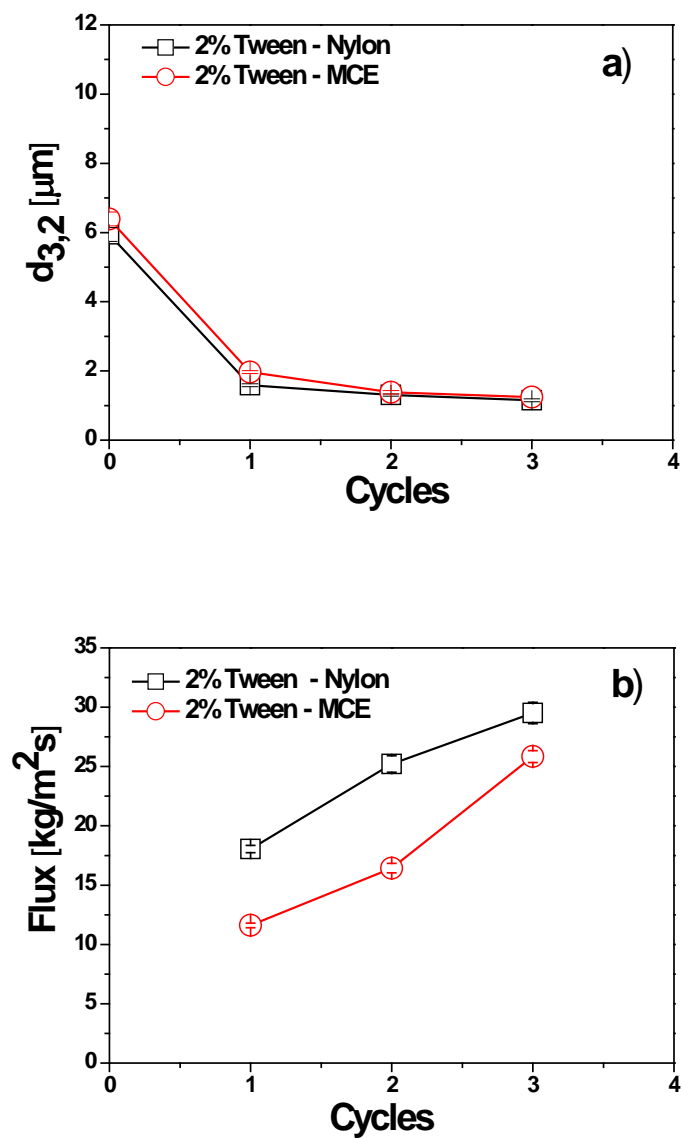 12
10
8
6
4
2
0
d3,2 [μm]
2% Tween - Nylon
2% Tween - MCE
a)
0 1 2 3 4
Cycles
35
30
25
20
15
10
5
0
Flux [kg/m2s]
2% Tween - Nylon
2% Tween - MCE
b)
0 1 2 3 4
Cycles